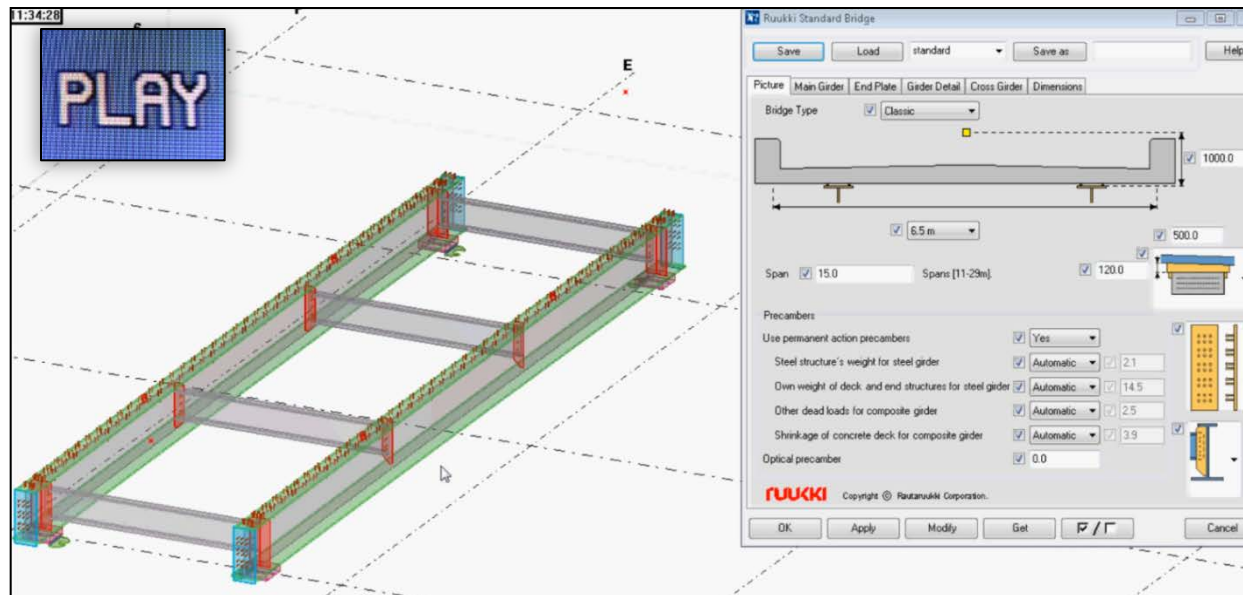 11:34:28
PLAY
E
Ruukki Standard Bridge
Save
Load
standard
Save as
Help
Picture
Main Girder
End Plate
Girder Detail
Cross Girder
Dimensions
Bridge Type
Classic
1000.0
6.5 m
500.0
Span
15.0
Spans [11-29m].
120.0
Precambers
Use permanent action precambers
Yes
Steel structure's weight for steel girder
Automatic
2.1
Own weight of deck and end structures for steel girder
Automatic
14.5
Other dead loads for composite girder
Automatic
2.5
Shrinkage of concrete deck for composite girder
Automatic
3.9
Optical precamber
0.0
RUUKKI
Copyright © Rautaruukki Corporation.
OK
Apply
Modify
Get
/
Cancel